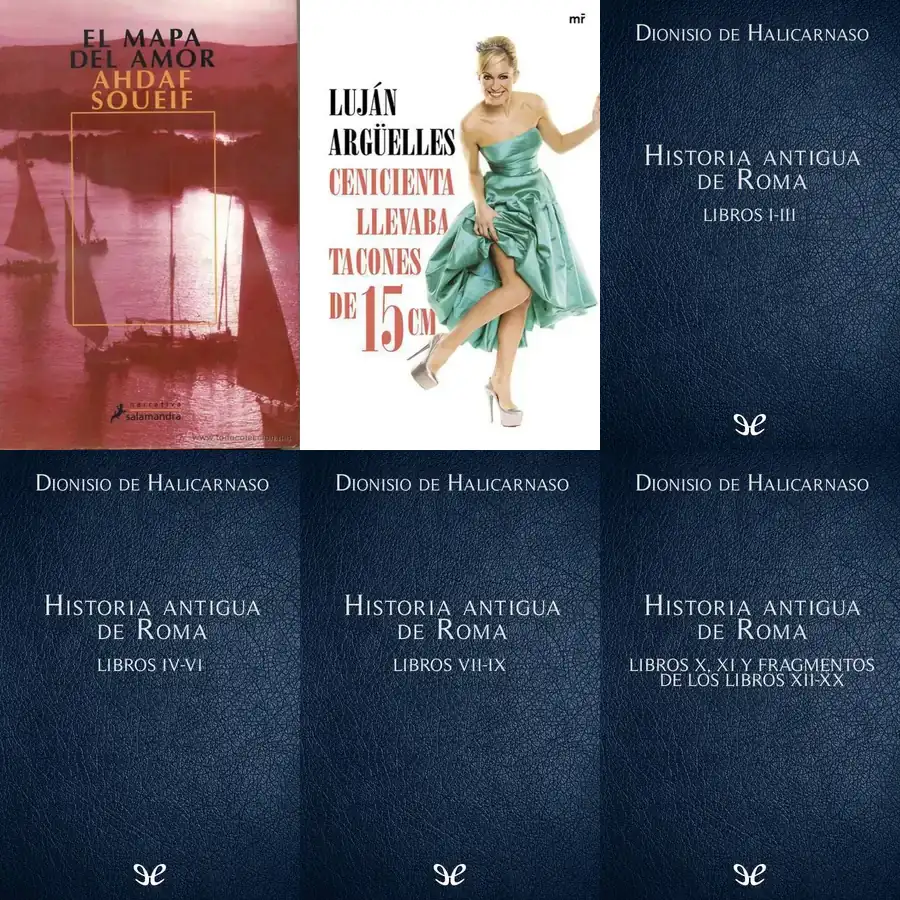 EL MAPA
DEL AMOR
AHDAF
SOUEIF
narrativa
salamandra
mr
LUJÁN
ARGÜELLES
CENICIENTA
LLEVABA
TACONES
DE 15 CM
DIONISIO DE HALICARNASO
HISTORIA ANTIGUA
DE ROMA
LIBROS I-III
DIONISIO DE HALICARNASO
HISTORIA ANTIGUA
DE ROMA
LIBROS IV-VI
DIONISIO DE HALICARNASO
HISTORIA ANTIGUA
DE ROMA
LIBROS VII-IX
DIONISIO DE HALICARNASO
HISTORIA ANTIGUA
DE ROMA
LIBROS X, XI Y FRAGMENTOS
DE LOS LIBROS XII-XX